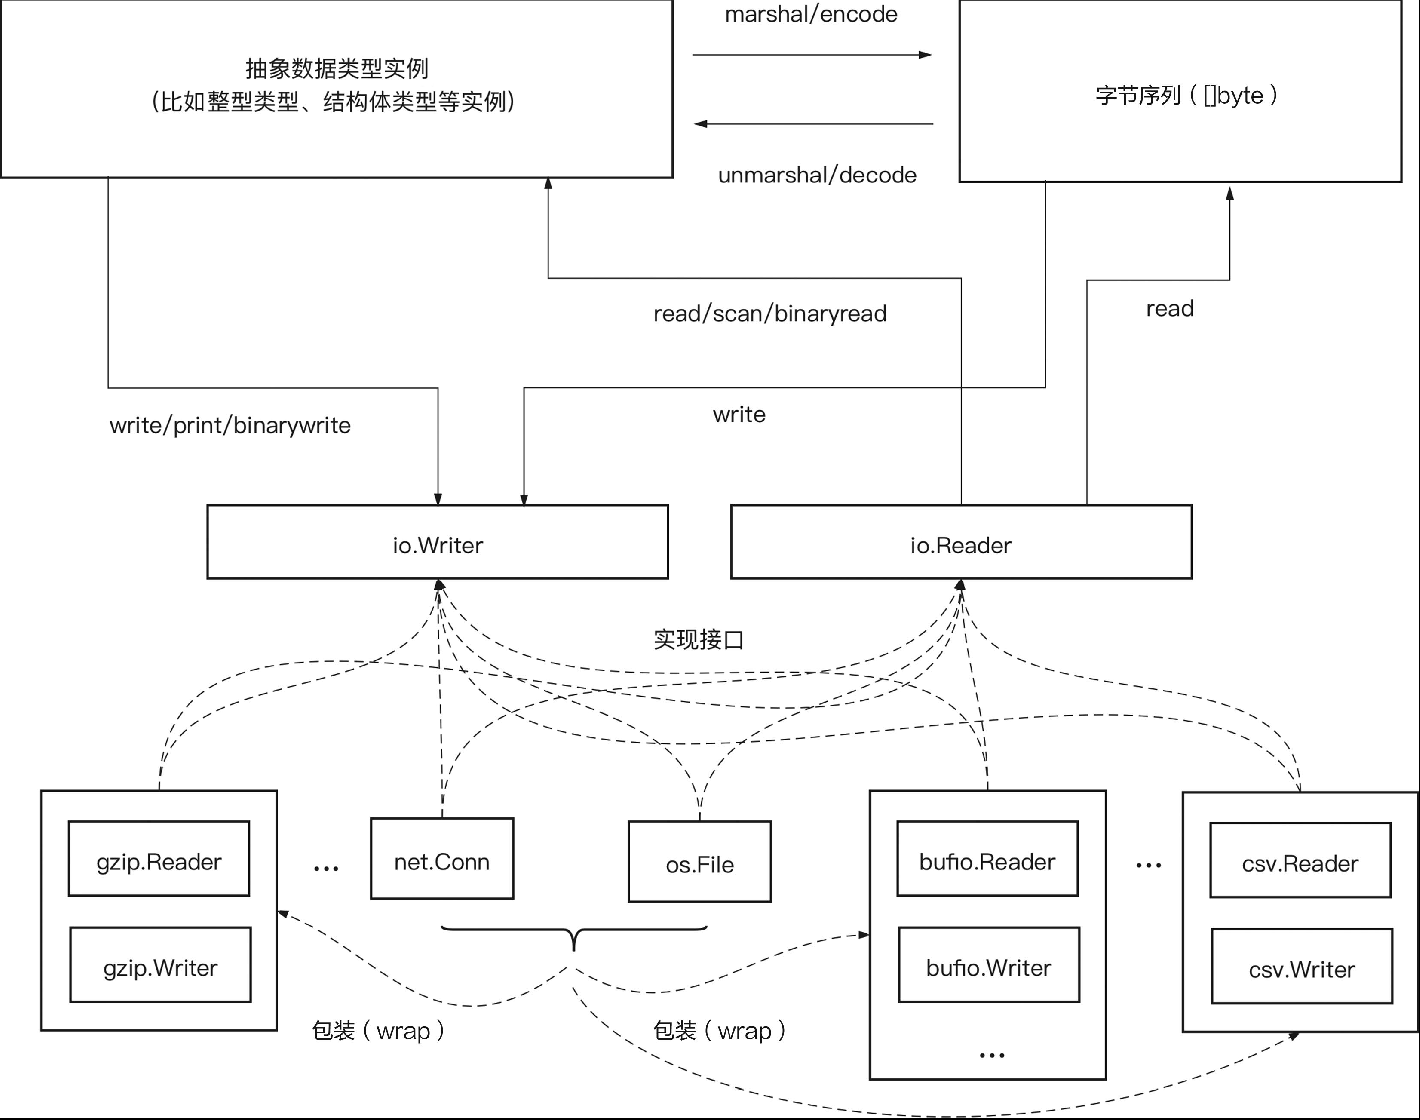 marshal/encode
抽象数据类型实例
(比如整型类型、结构体类型等实例)
字节序列([]byte)
unmarshal/decode
read/scan/binaryread
read
write/print/binarywrite
write
io.Writer
io.Reader
实现接口
gzip.Reader
...
net.Conn
os.File
bufio.Reader
...
csv.Reader
gzip.Writer
bufio.Writer
csv.Writer
包装(wrap)
包装(wrap)
...